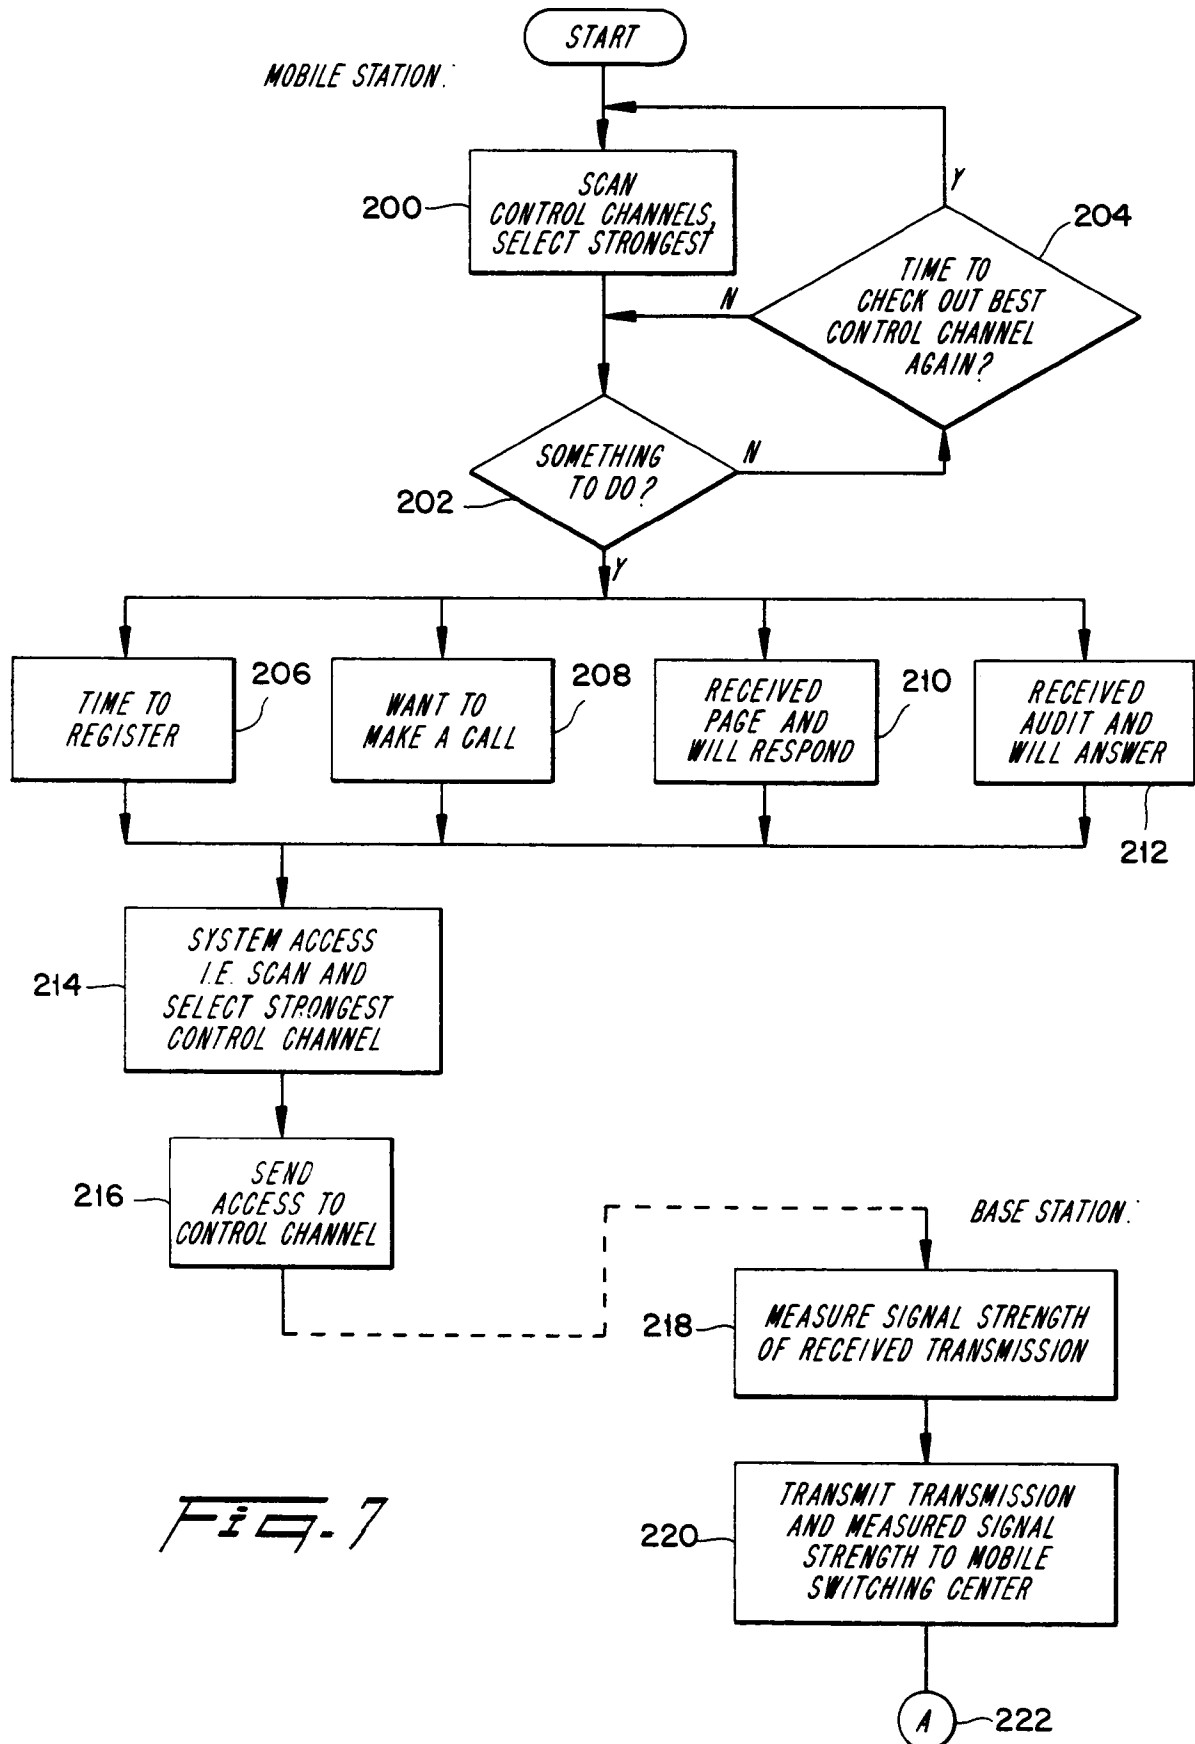 START
MOBILE STATION:
SCAN
CONTROL CHANNELS,
SELECT STRONGEST
200
Y
204
TIME TO
CHECK OUT BEST
CONTROL CHANNEL
AGAIN?
N
SOMETHING
TO DO?
N
202
Y
TIME TO
REGISTER
206
WANT TO
MAKE A CALL
208
RECEIVED
PAGE AND
WILL RESPOND
210
RECEIVED
AUDIT AND
WILL ANSWER
212
SYSTEM ACCESS
I.E. SCAN AND
SELECT STRONGEST
CONTROL CHANNEL
214
SEND
ACCESS TO
CONTROL CHANNEL
216
BASE STATION:
MEASURE SIGNAL STRENGTH
OF RECEIVED TRANSMISSION
218
TRANSMIT TRANSMISSION
AND MEASURED SIGNAL
STRENGTH TO MOBILE
SWITCHING CENTER
220
A
222
Fig. 7